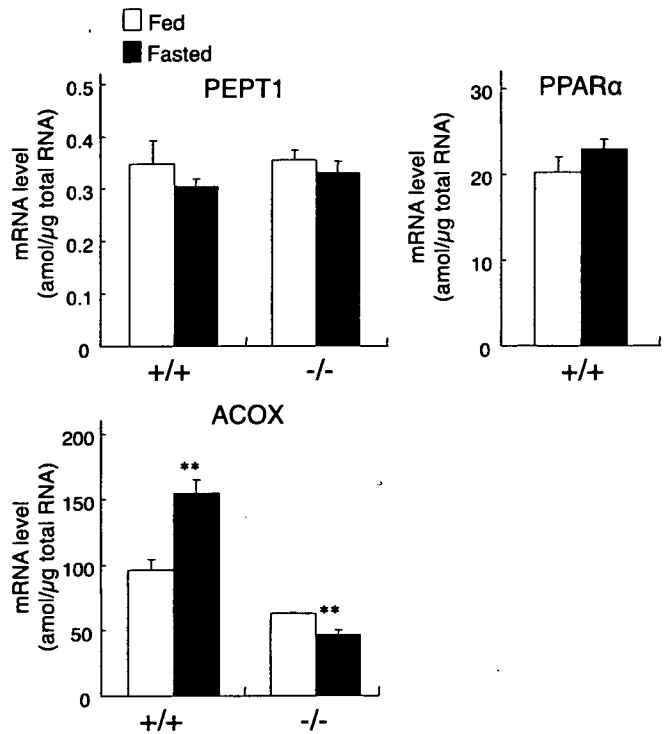 Fed
Fasted
PEPT1
mRNA level
(amol/µg total RNA)
0.5
0.4
0.3
0.2
0.1
0
+/+
-/-
PPARα
mRNA level
(amol/µg total RNA)
30
20
10
0
+/+
ACOX
mRNA level
(amol/µg total RNA)
200
150
100
50
0
**
**
+/+
-/-